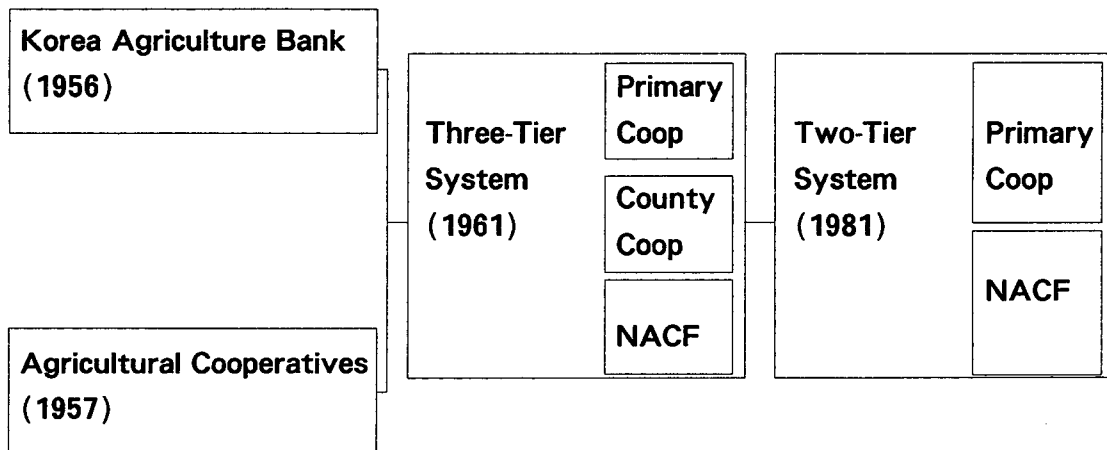 Korea Agriculture Bank
(1956)
Agricultural Cooperatives
(1957)
Three-Tier
System
(1961)
Primary
Coop
County
Coop
NACF
Two-Tier
System
(1981)
Primary
Coop
NACF